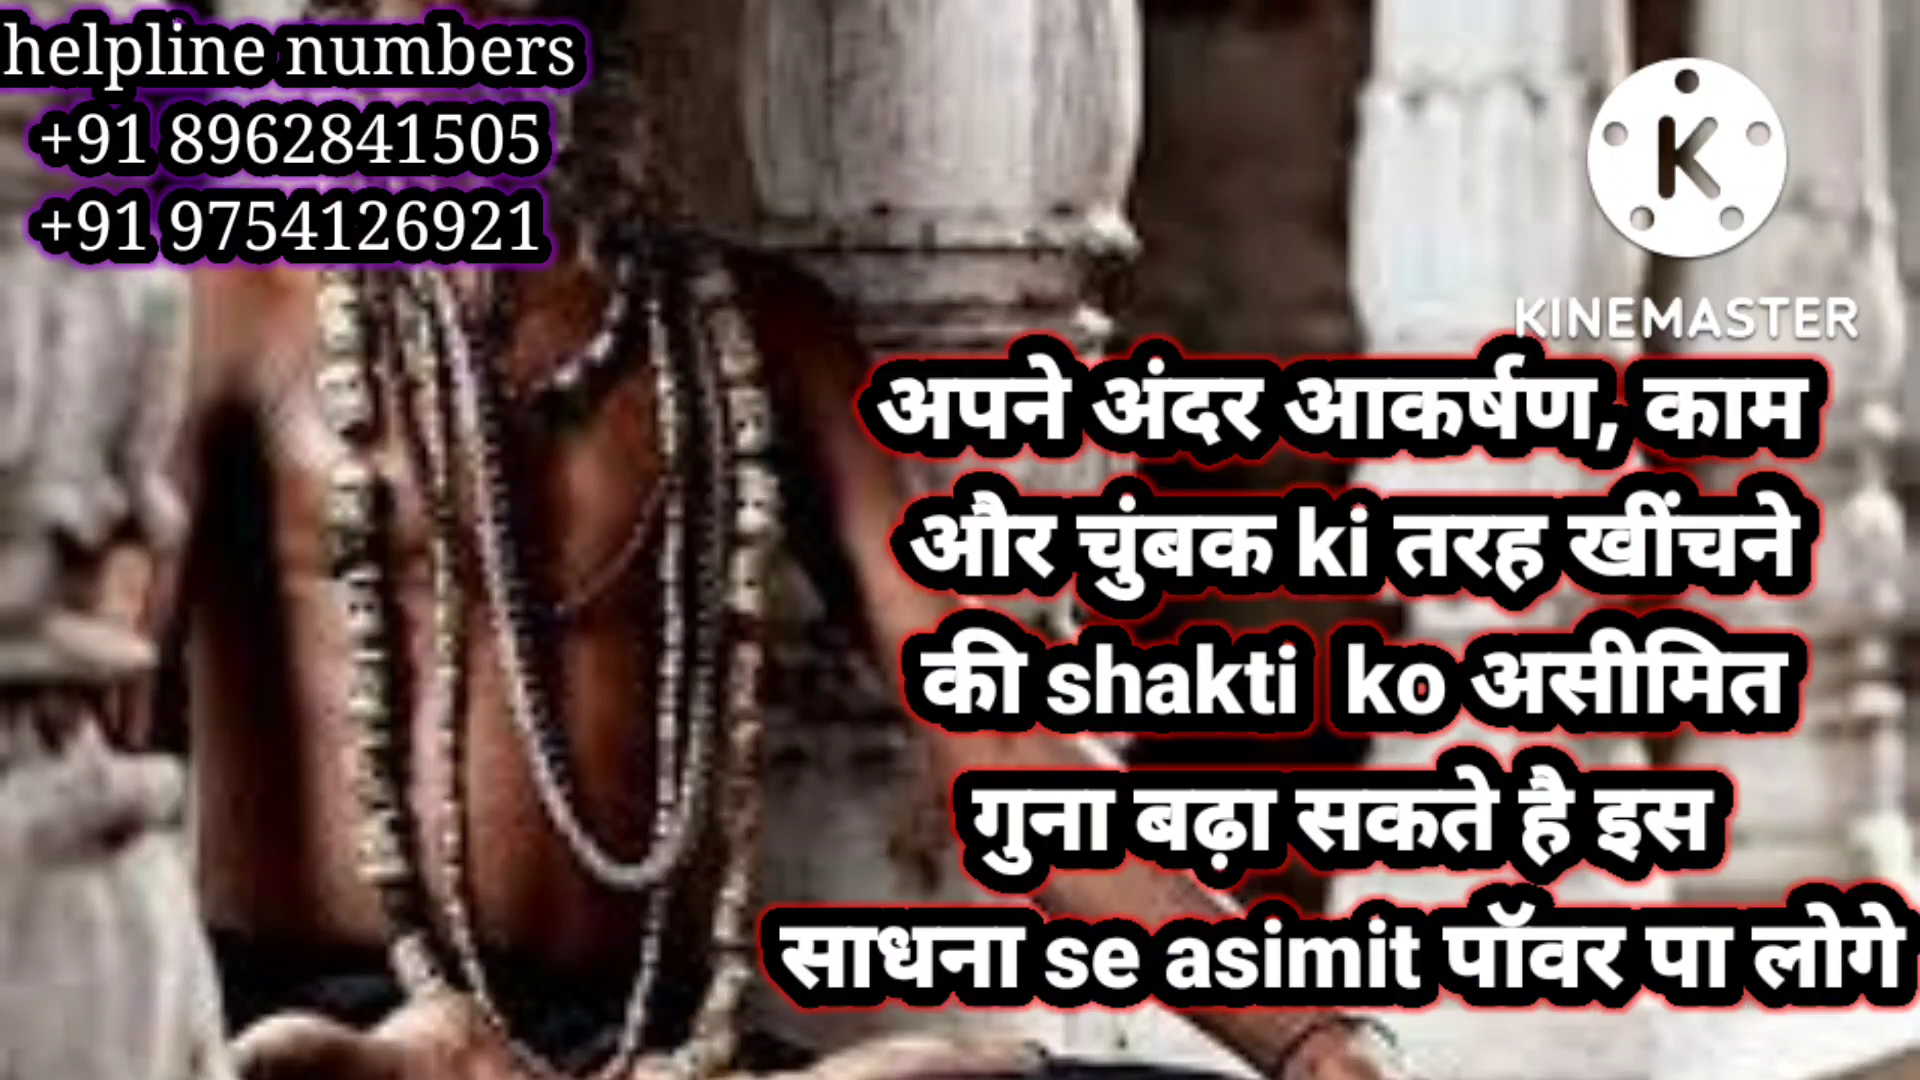 helpline numbers
+91 8962841505
+91 9754126921
K
KINEMASTER
अपने अंदर आकर्षण, काम
और चुंबक ki तरह खींचने
की shakti ko असीमित
गुना बढ़ा सकते है इस
साधना se asimit पॉवर पा लोगे